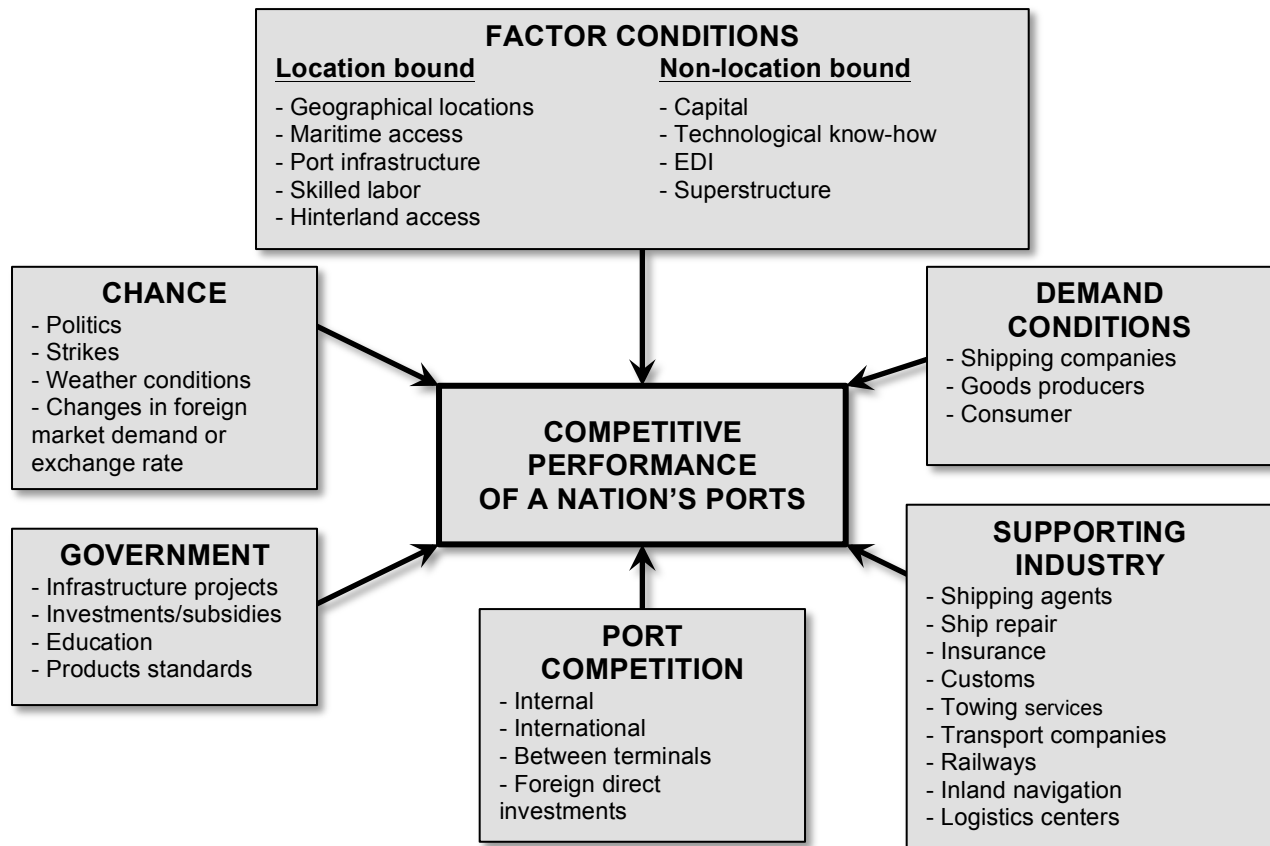 FACTOR CONDITIONS
Location bound
- Geographical locations
- Maritime access
- Port infrastructure
- Skilled labor
- Hinterland access
Non-location bound
- Capital
- Technological know-how
- EDI
- Superstructure
CHANCE
- Politics
- Strikes
- Weather conditions
- Changes in foreign
market demand or
exchange rate
DEMAND
CONDITIONS
- Shipping companies
- Goods producers
- Consumer
COMPETITIVE
PERFORMANCE
OF A NATION’S PORTS
GOVERNMENT
- Infrastructure projects
- Investments/subsidies
- Education
- Products standards
PORT
COMPETITION
- Internal
- International
- Between terminals
- Foreign direct
investments
SUPPORTING
INDUSTRY
- Shipping agents
- Ship repair
- Insurance
- Customs
- Towing services
- Transport companies
- Railways
- Inland navigation
- Logistics centers